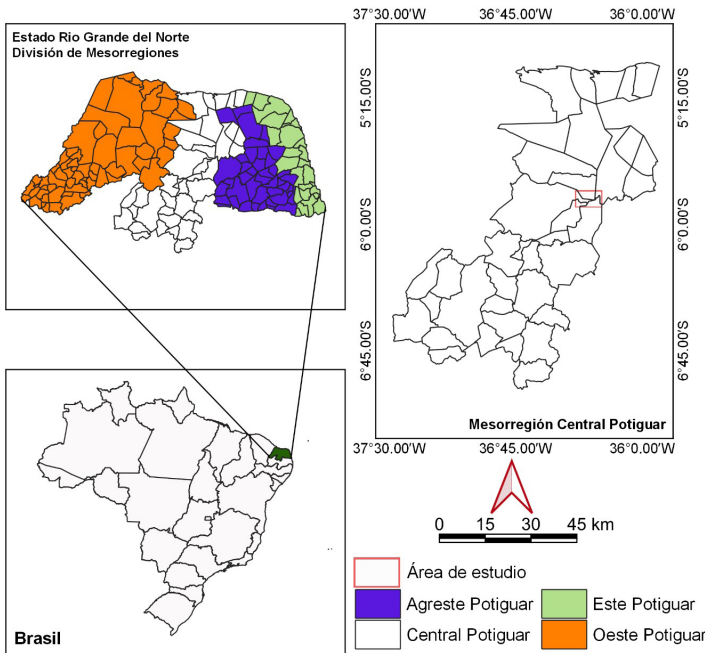 Estado Rio Grande del Norte
División de Mesorregiones
37°30.00'W 36°45.00'W 36°0.00'W
5°15.00'S 5°15.00'S
6°0.00'S 6°0.00'S
6°45.00'S 6°45.00'S
Mesorregión Central Potiguar
37°30.00'W 36°45.00'W 36°0.00'W
0 15 30 45 km
Área de estudio
Agreste Potiguar Este Potiguar
Central Potiguar Oeste Potiguar
Brasil